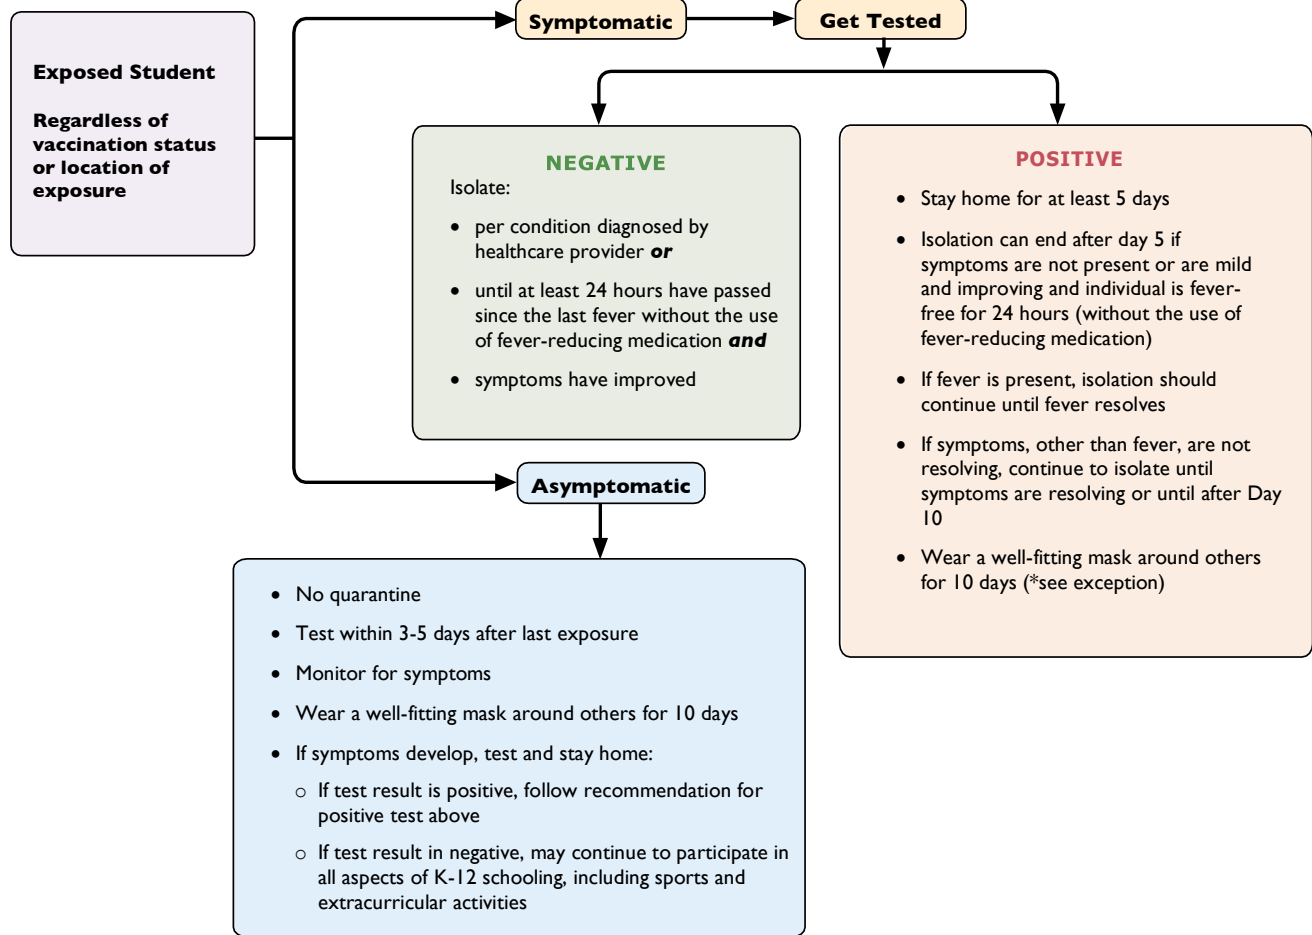 Symptomatic
Get Tested
Exposed Student
Regardless of
vaccination status
or location of
exposure
NEGATIVE
Isolate:
• per condition diagnosed by
healthcare provider or
• until at least 24 hours have passed
since the last fever without the use
of fever-reducing medication and
• symptoms have improved
POSITIVE
• Stay home for at least 5 days
• Isolation can end after day 5 if
symptoms are not present or are mild
and improving and individual is fever-
free for 24 hours (without the use of
fever-reducing medication)
• If fever is present, isolation should
continue until fever resolves
• If symptoms, other than fever, are not
resolving, continue to isolate until
symptoms are resolving or until after Day
10
• Wear a well-fitting mask around others
for 10 days (*see exception)
Asymptomatic
• No quarantine
• Test within 3-5 days after last exposure
• Monitor for symptoms
• Wear a well-fitting mask around others for 10 days
• If symptoms develop, test and stay home:
o If test result is positive, follow recommendation for
positive test above
o If test result in negative, may continue to participate in
all aspects of K-12 schooling, including sports and
extracurricular activities